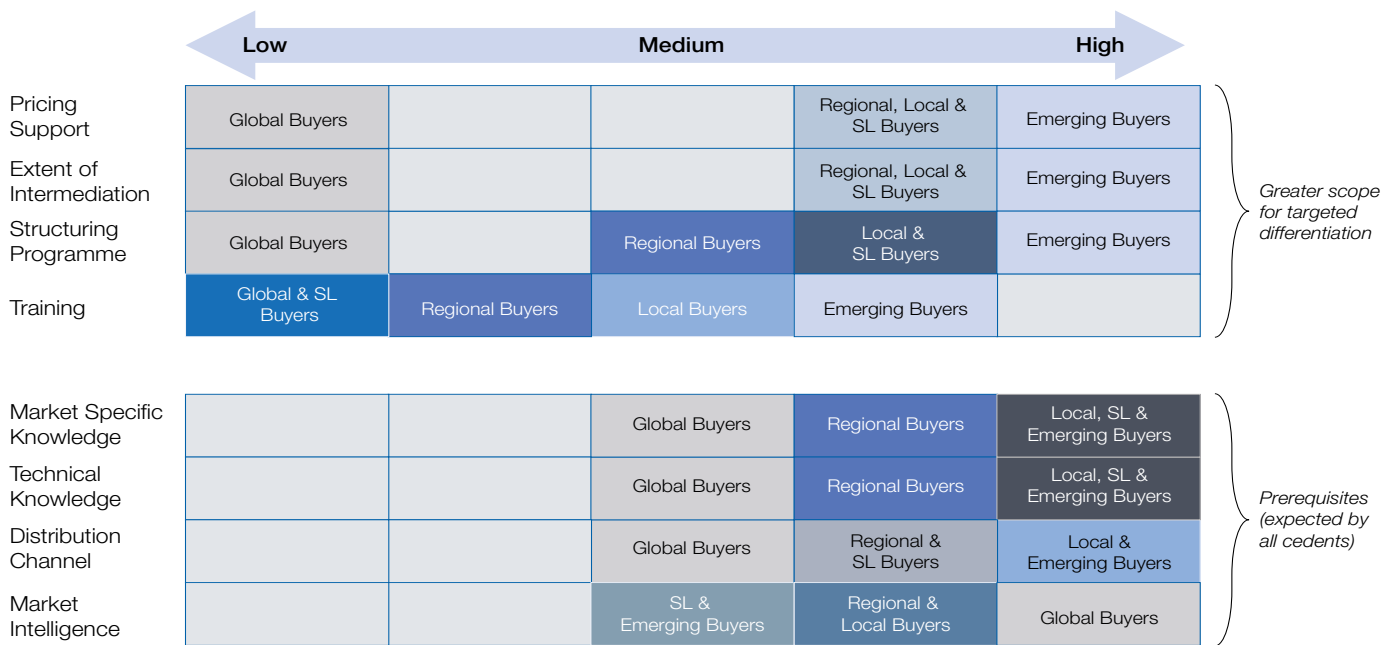 Low Medium High
Pricing
Support
Global Buyers
Regional, Local &
SL Buyers
Emerging Buyers
Extent of
Intermediation
Global Buyers
Regional, Local &
SL Buyers
Emerging Buyers
Structuring
Programme
Global Buyers
Regional Buyers
Local &
SL Buyers
Emerging Buyers
Training
Global & SL
Buyers
Regional Buyers
Local Buyers
Emerging Buyers
Greater scope
for targeted
differentiation
Market Specific
Knowledge
Global Buyers
Regional Buyers
Local, SL &
Emerging Buyers
Technical
Knowledge
Global Buyers
Regional Buyers
Local, SL &
Emerging Buyers
Distribution
Channel
Global Buyers
Regional &
SL Buyers
Local &
Emerging Buyers
Market
Intelligence
SL &
Emerging Buyers
Regional &
Local Buyers
Global Buyers
Prerequisites
(expected by
all cedents)